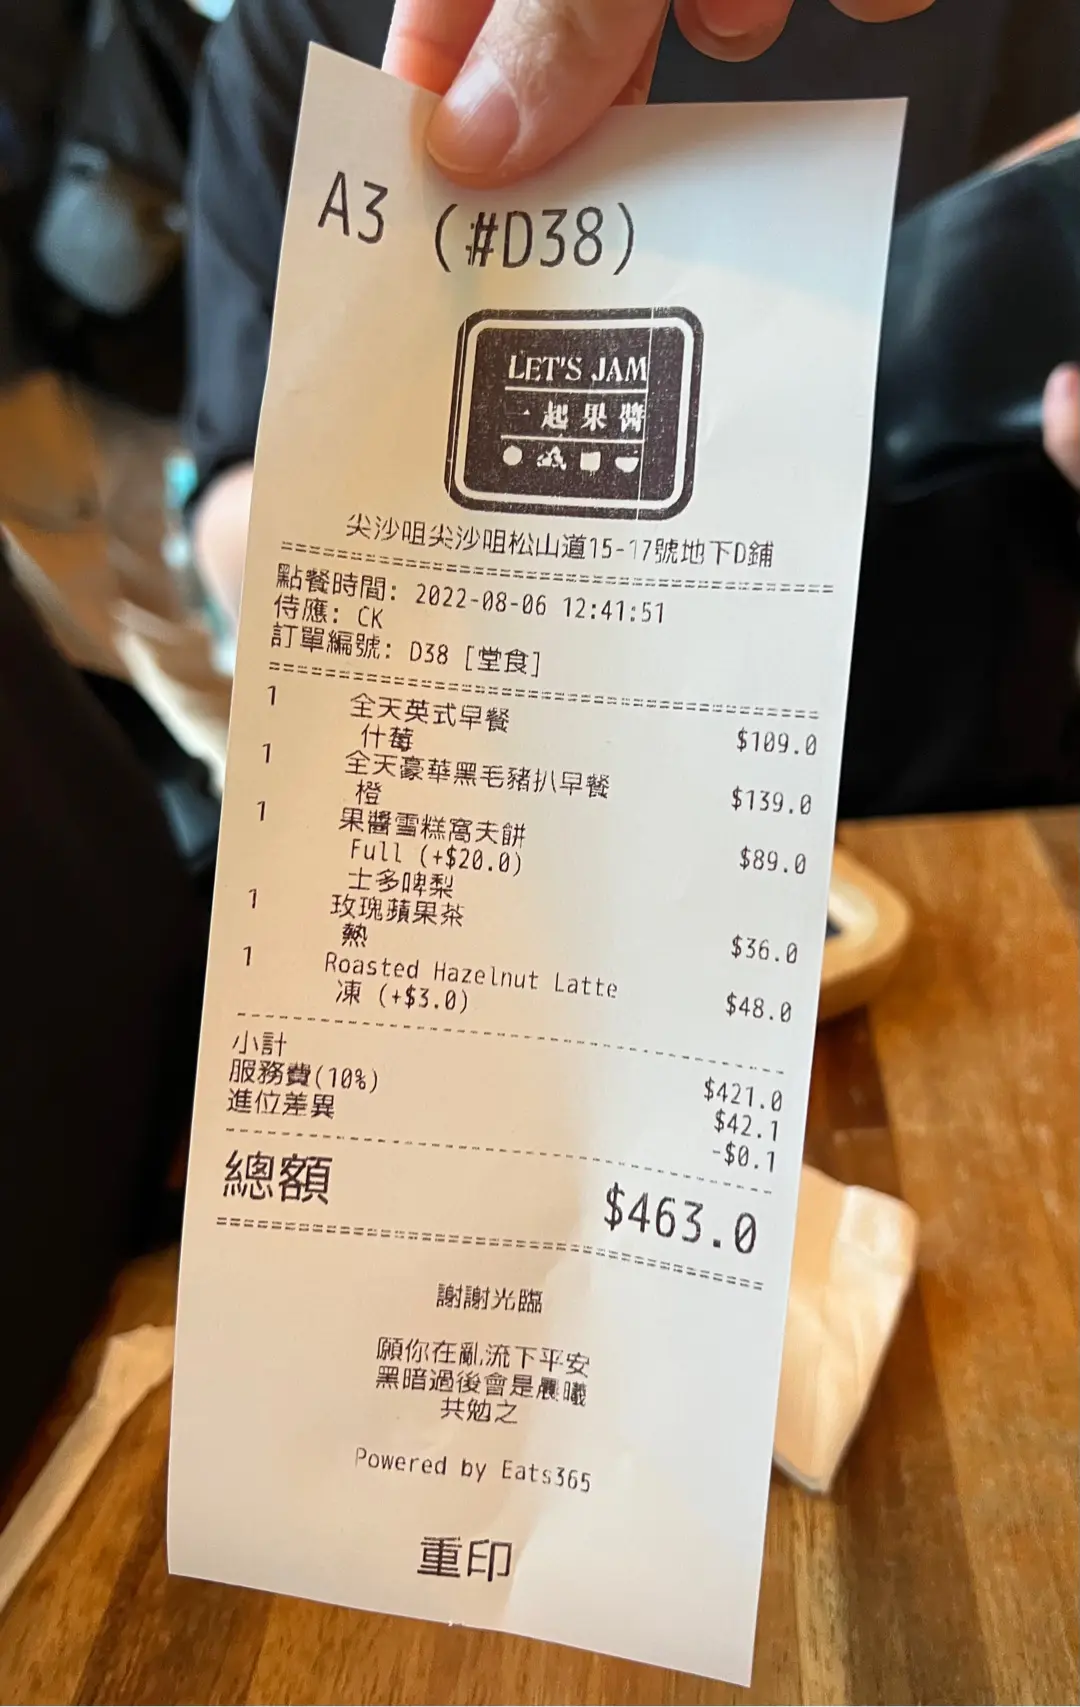 A3 (#D38)
LET'S JAM
一起果醬
尖沙咀尖沙咀松山道15-17號地下D鋪
點餐時間: 2022-08-06 12:41:51
侍應: CK
訂單編號: D38 [堂食]
1 全天英式早餐 $109.0
什莓
1 全天豪華黑毛豬扒早餐 $139.0
橙
1 果醬雪糕窩夫餅 $89.0
Full (+$20.0)
士多啤梨
1 玫瑰蘋果茶 $36.0
熱
1 Roasted Hazelnut Latte $48.0
凍 (+$3.0)
小計 $421.0
服務費(10%) $42.1
進位差異 -$0.1
總額 $463.0
謝謝光臨
願你在亂流下平安
黑暗過後會是晨曦
共勉之
Powered by Eats365
重印